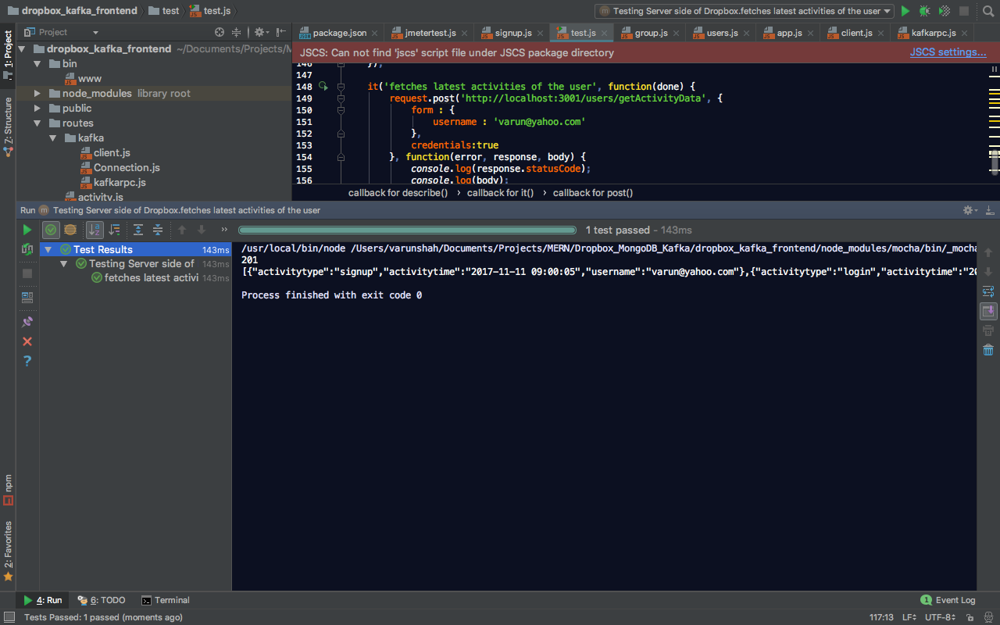 dropbox_kafka_frontend test test.js Testing Server side of Dropbox.fetches latest activities of the user
1: Project
Z: Structure
npm
2: Favorites
Project
package.json jmetertest.js signup.js test.js group.js users.js app.js client.js kafkarpc.js
dropbox_kafka_frontend ~/Documents/Projects/M
bin
www
node_modules library root
public
routes
kafka
client.js
Connection.js
kafkarpc.js
activity.js
JSCS: Can not find 'jscs' script file under JSCS package directory JSCS settings...
146 });
147
148 it('fetches latest activities of the user', function(done) {
149 request.post('http://localhost:3001/users/getActivityData', {
150 form : {
151 username : 'varun@yahoo.com'
152 },
153 credentials:true
154 }, function(error, response, body) {
155 console.log(response.statusCode);
156 console.log(body);
callback for describe() › callback for it() › callback for post()
Run m Testing Server side of Dropbox.fetches latest activities of the user
» 1 test passed - 143ms
Test Results 143ms
Testing Server side of 143ms
fetches latest activi 143ms
/usr/local/bin/node /Users/varunshah/Documents/Projects/MERN/Dropbox_MongoDB_Kafka/dropbox_kafka_frontend/node_modules/mocha/bin/_mocha
201
[{"activitytype":"signup","activitytime":"2017-11-11 09:00:05","username":"varun@yahoo.com"},{"activitytype":"login","activitytime":"20
Process finished with exit code 0
4: Run 6: TODO Terminal 1 Event Log
Tests Passed: 1 passed (moments ago) 117:13 LF UTF-8